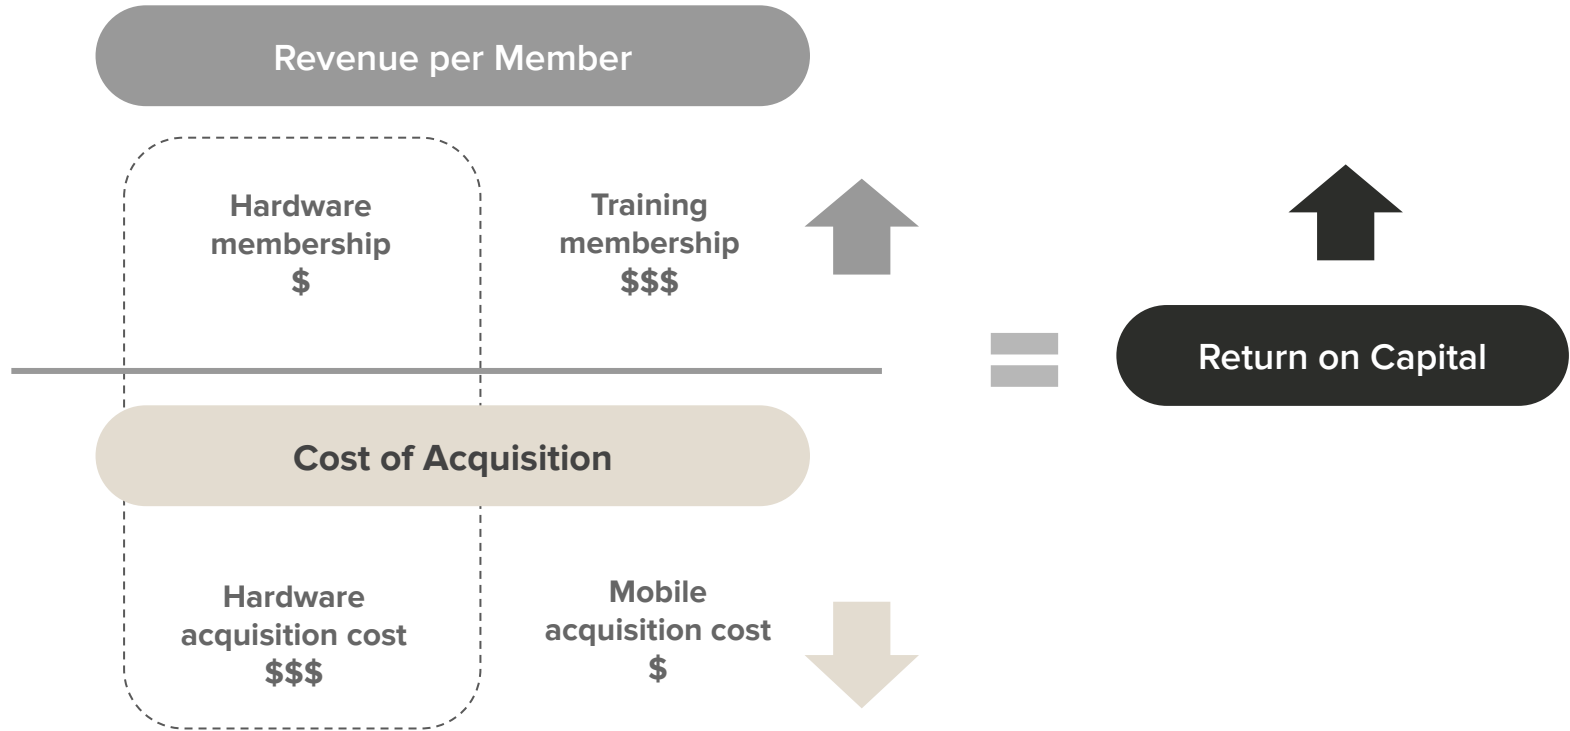 Revenue per Member
Hardware
membership
$
Training
membership
$$$
Return on Capital
Cost of Acquisition
Hardware
acquisition cost
$$$
Mobile
acquisition cost
$